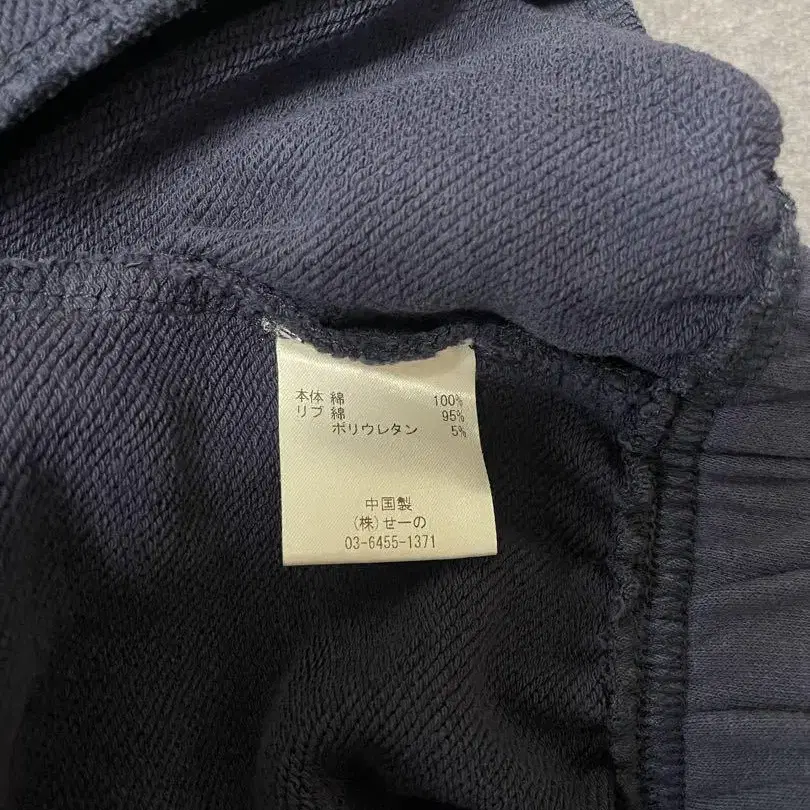 本体 綿 100%
リブ 綿 95%
ポリウレタン 5%
中国製
(株)せーの
03-6455-1371